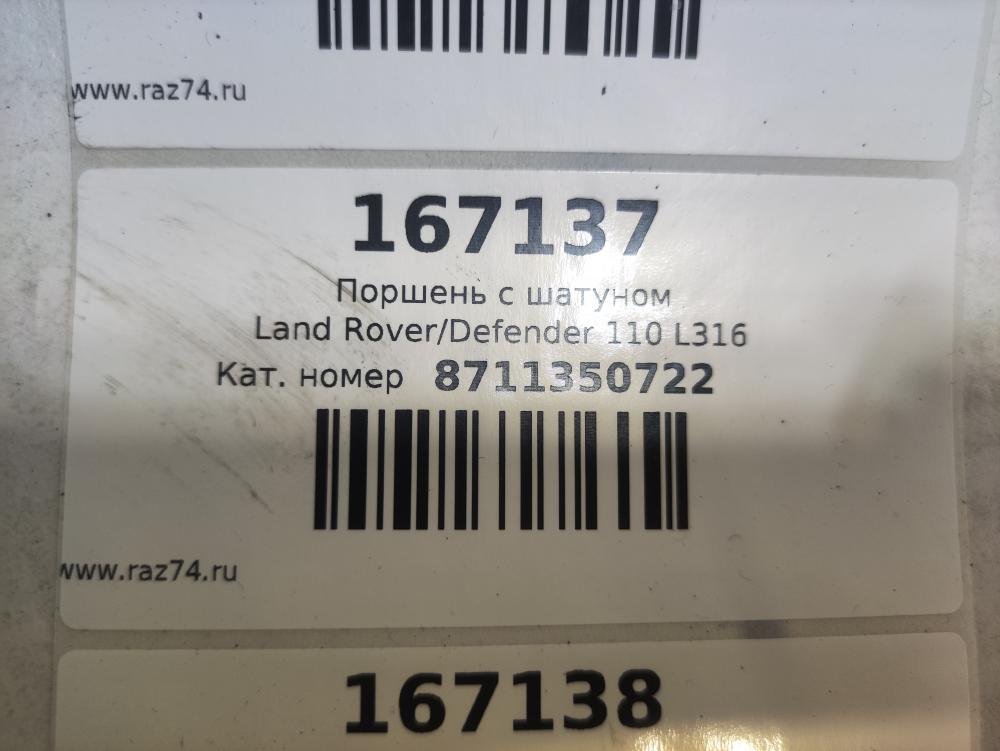 www.raz74.ru
167137
Поршень с шатуном
Land Rover/Defender 110 L316
Кат. номер 8711350722
www.raz74.ru
167138